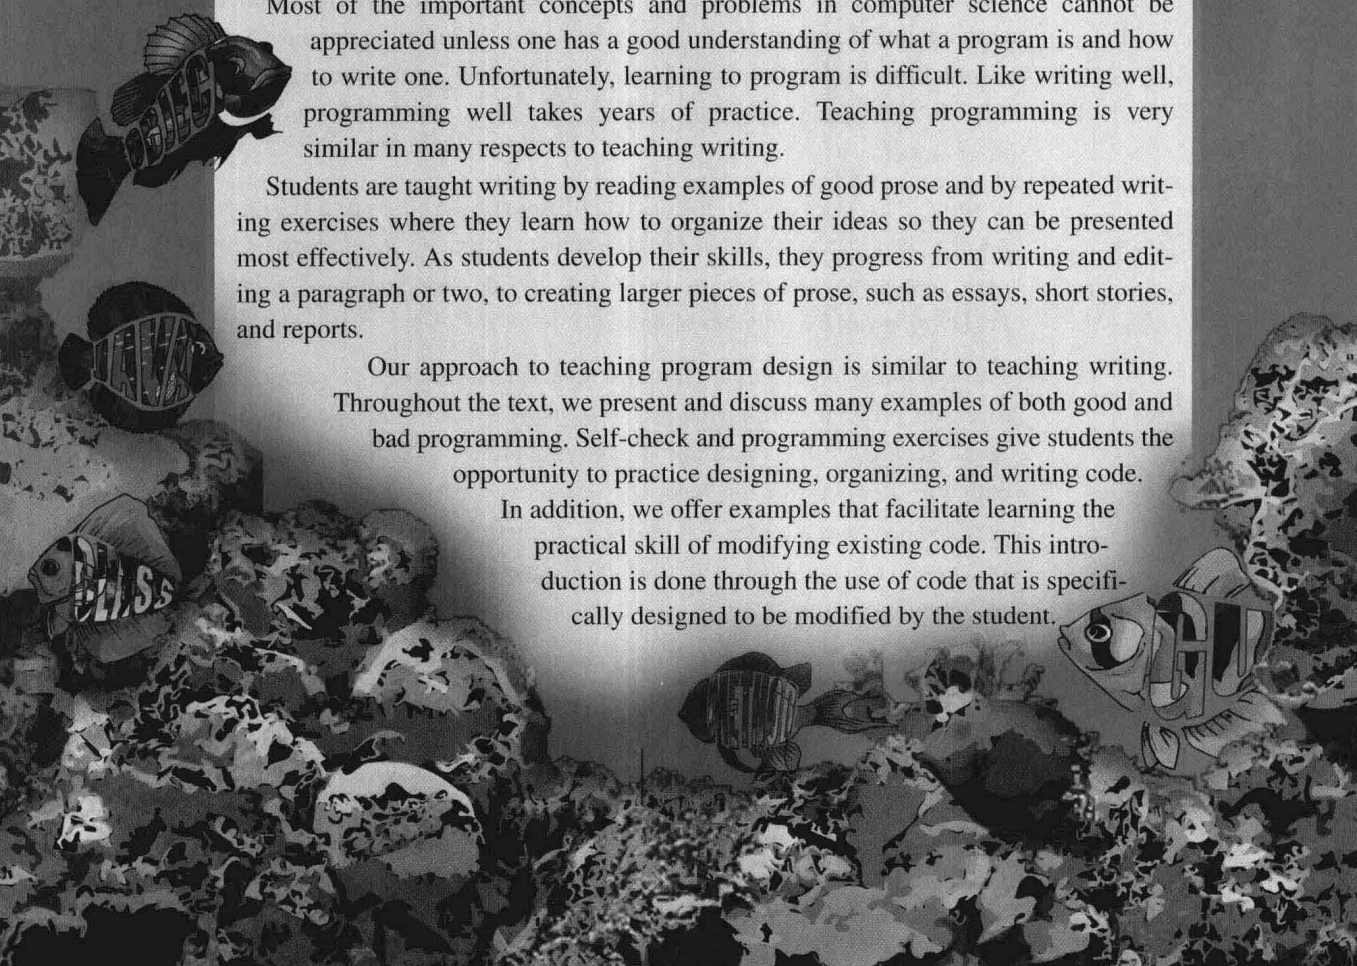 Most of the important concepts and problems in computer science cannot be
appreciated unless one has a good understanding of what a program is and how
to write one. Unfortunately, learning to program is difficult. Like writing well,
programming well takes years of practice. Teaching programming is very
similar in many respects to teaching writing.
Students are taught writing by reading examples of good prose and by repeated writ-
ing exercises where they learn how to organize their ideas so they can be presented
most effectively. As students develop their skills, they progress from writing and edit-
ing a paragraph or two, to creating larger pieces of prose, such as essays, short stories,
and reports.
Our approach to teaching program design is similar to teaching writing.
Throughout the text, we present and discuss many examples of both good and
bad programming. Self-check and programming exercises give students the
opportunity to practice designing, organizing, and writing code.
In addition, we offer examples that facilitate learning the
practical skill of modifying existing code. This intro-
duction is done through the use of code that is specifi-
cally designed to be modified by the student.
JAVA
CLASS
GUI